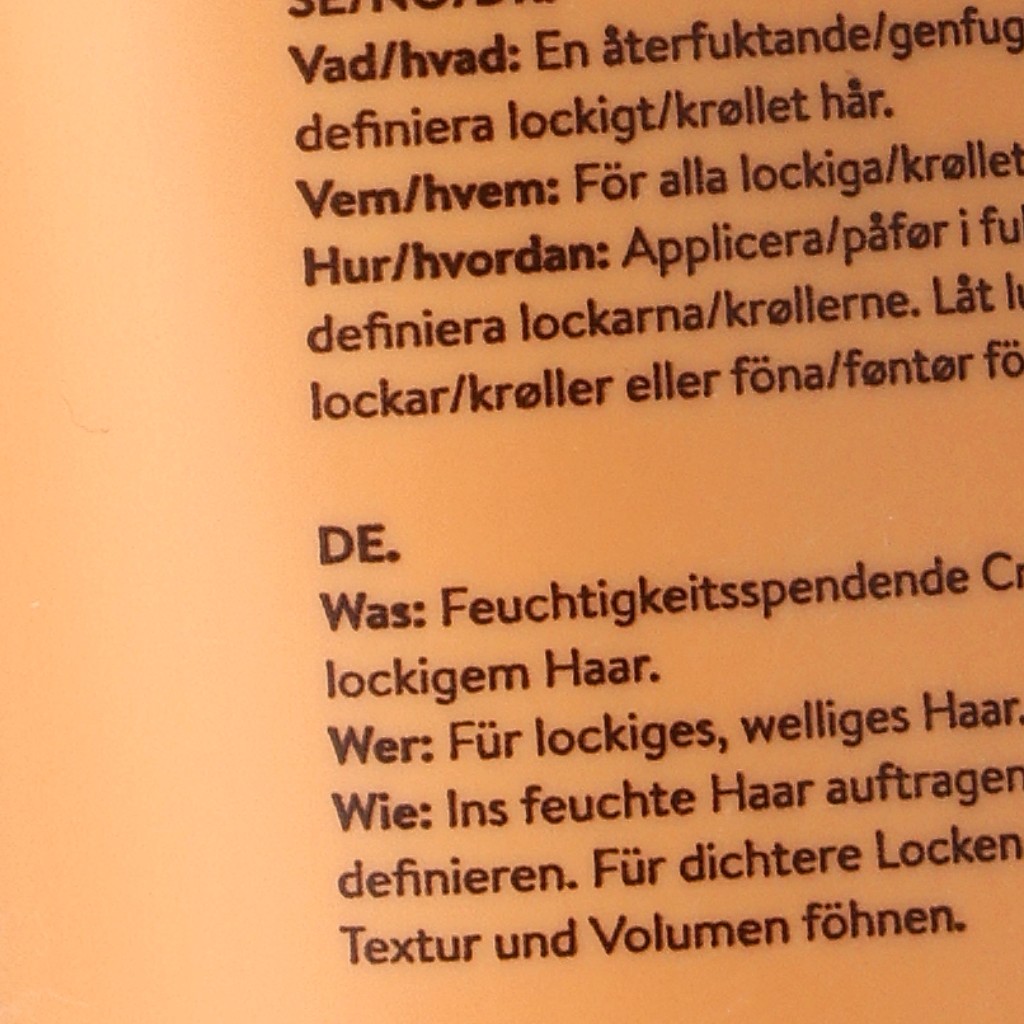 Vad/hvad: En återfuktande/genfug
definiera lockigt/krøllet hår.
Vem/hvem: För alla lockiga/krøllet
Hur/hvordan: Applicera/påfør i
definiera lockarna/krøllerne. Låt
lockar/krøller eller föna/føntør
DE.
Was: Feuchtigkeitsspendende
lockigem Haar.
Wer: Für lockiges, welliges Haar.
Wie: Ins feuchte Haar auftragen
definieren. Für dichtere Locken
Textur und Volumen föhnen.